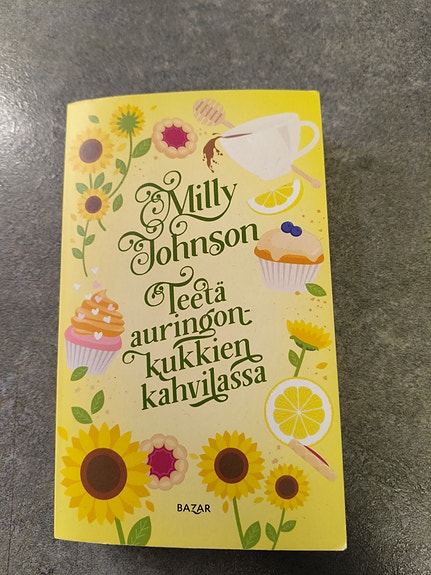 Milly
Johnson
Teetä
auringon-
kukkien
kahvilassa
BAZAR